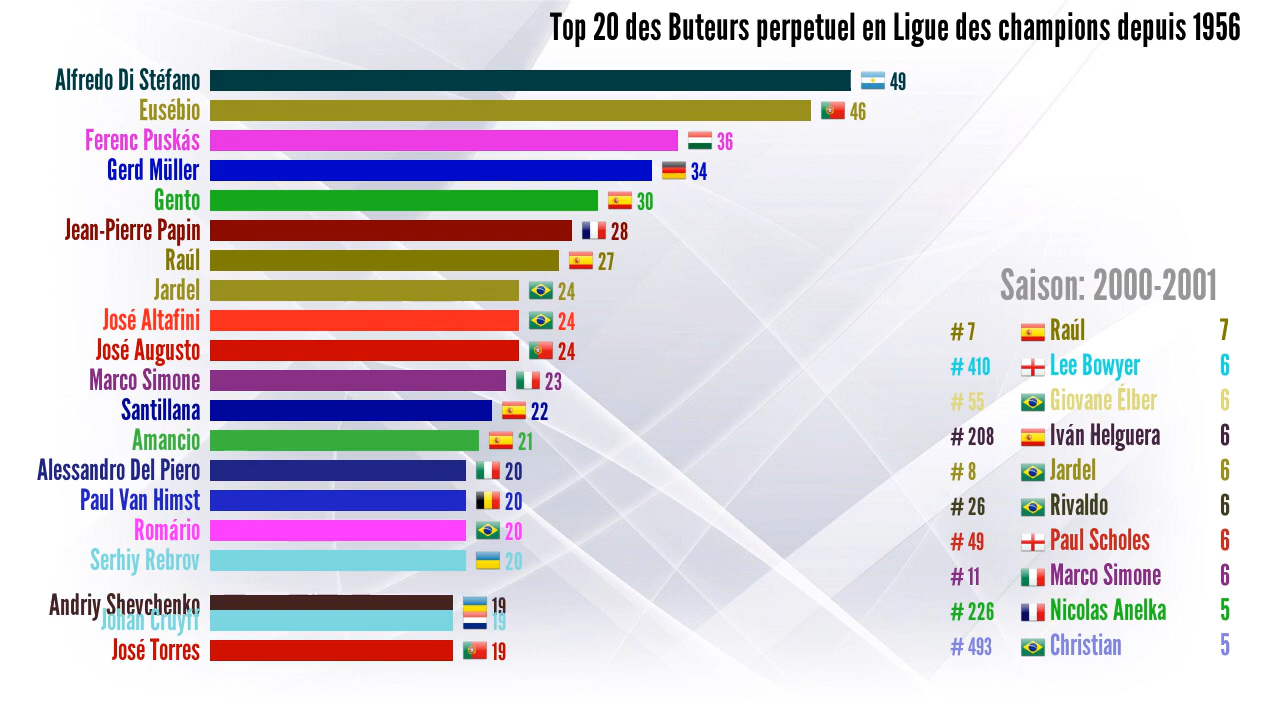 Top 20 des Buteurs perpetuel en Ligue des champions depuis 1956
Alfredo Di Stéfano 49
Eusébio 46
Ferenc Puskás 36
Gerd Müller 34
Gento 30
Jean-Pierre Papin 28
Raúl 27
Jardel 24
José Altafini 24
José Augusto 24
Marco Simone 23
Santillana 22
Amancio 21
Alessandro Del Piero 20
Paul Van Himst 20
Romário 20
Serhiy Rebrov 20
Andriy Shevchenko 19
Johan Cruyff 19
José Torres 19
Saison: 2000-2001
# 7 Raúl 7
# 410 Lee Bowyer 6
# 55 Giovane Élber 6
# 208 Iván Helguera 6
# 8 Jardel 6
# 26 Rivaldo 6
# 49 Paul Scholes 6
# 11 Marco Simone 6
# 226 Nicolas Anelka 5
# 493 Christian 5